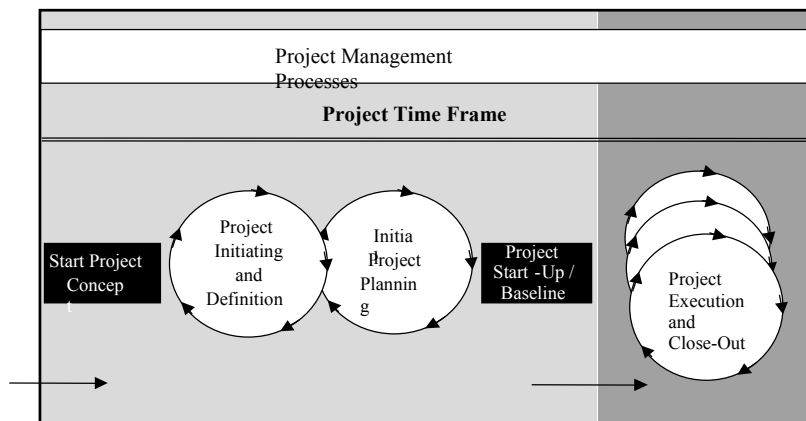 Project Management
Processes
Project Time Frame
Start Project
Concep
t
Project
Initiating
and
Definition
Initia
l
Project
Plannin
g
Project
Start -Up /
Baseline
Project
Execution
and
Close-Out